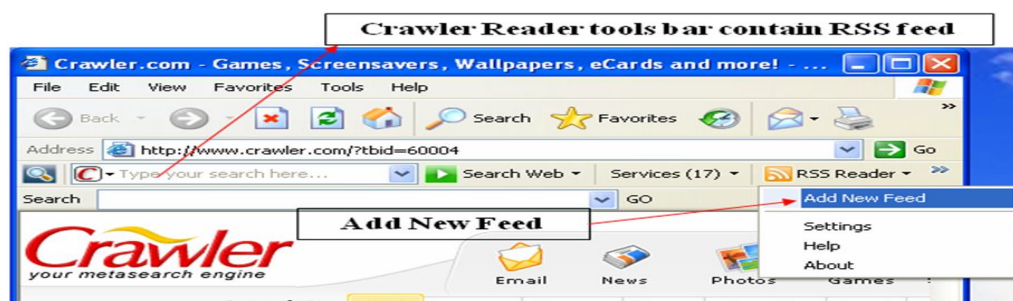 Crawler Reader tools bar contain RSS feed
Crawler.com - Games, Screensavers, Wallpapers, eCards and more! - ...
File Edit View Favorites Tools Help
Back Search Favorites
Address http://www.crawler.com/?tbid=60004 Go
C Type your search here... Search Web Services (17) RSS Reader
Search GO Add New Feed
Add New Feed
Settings
Help
About
Crawler
your metasearch engine
Email News Photos Games